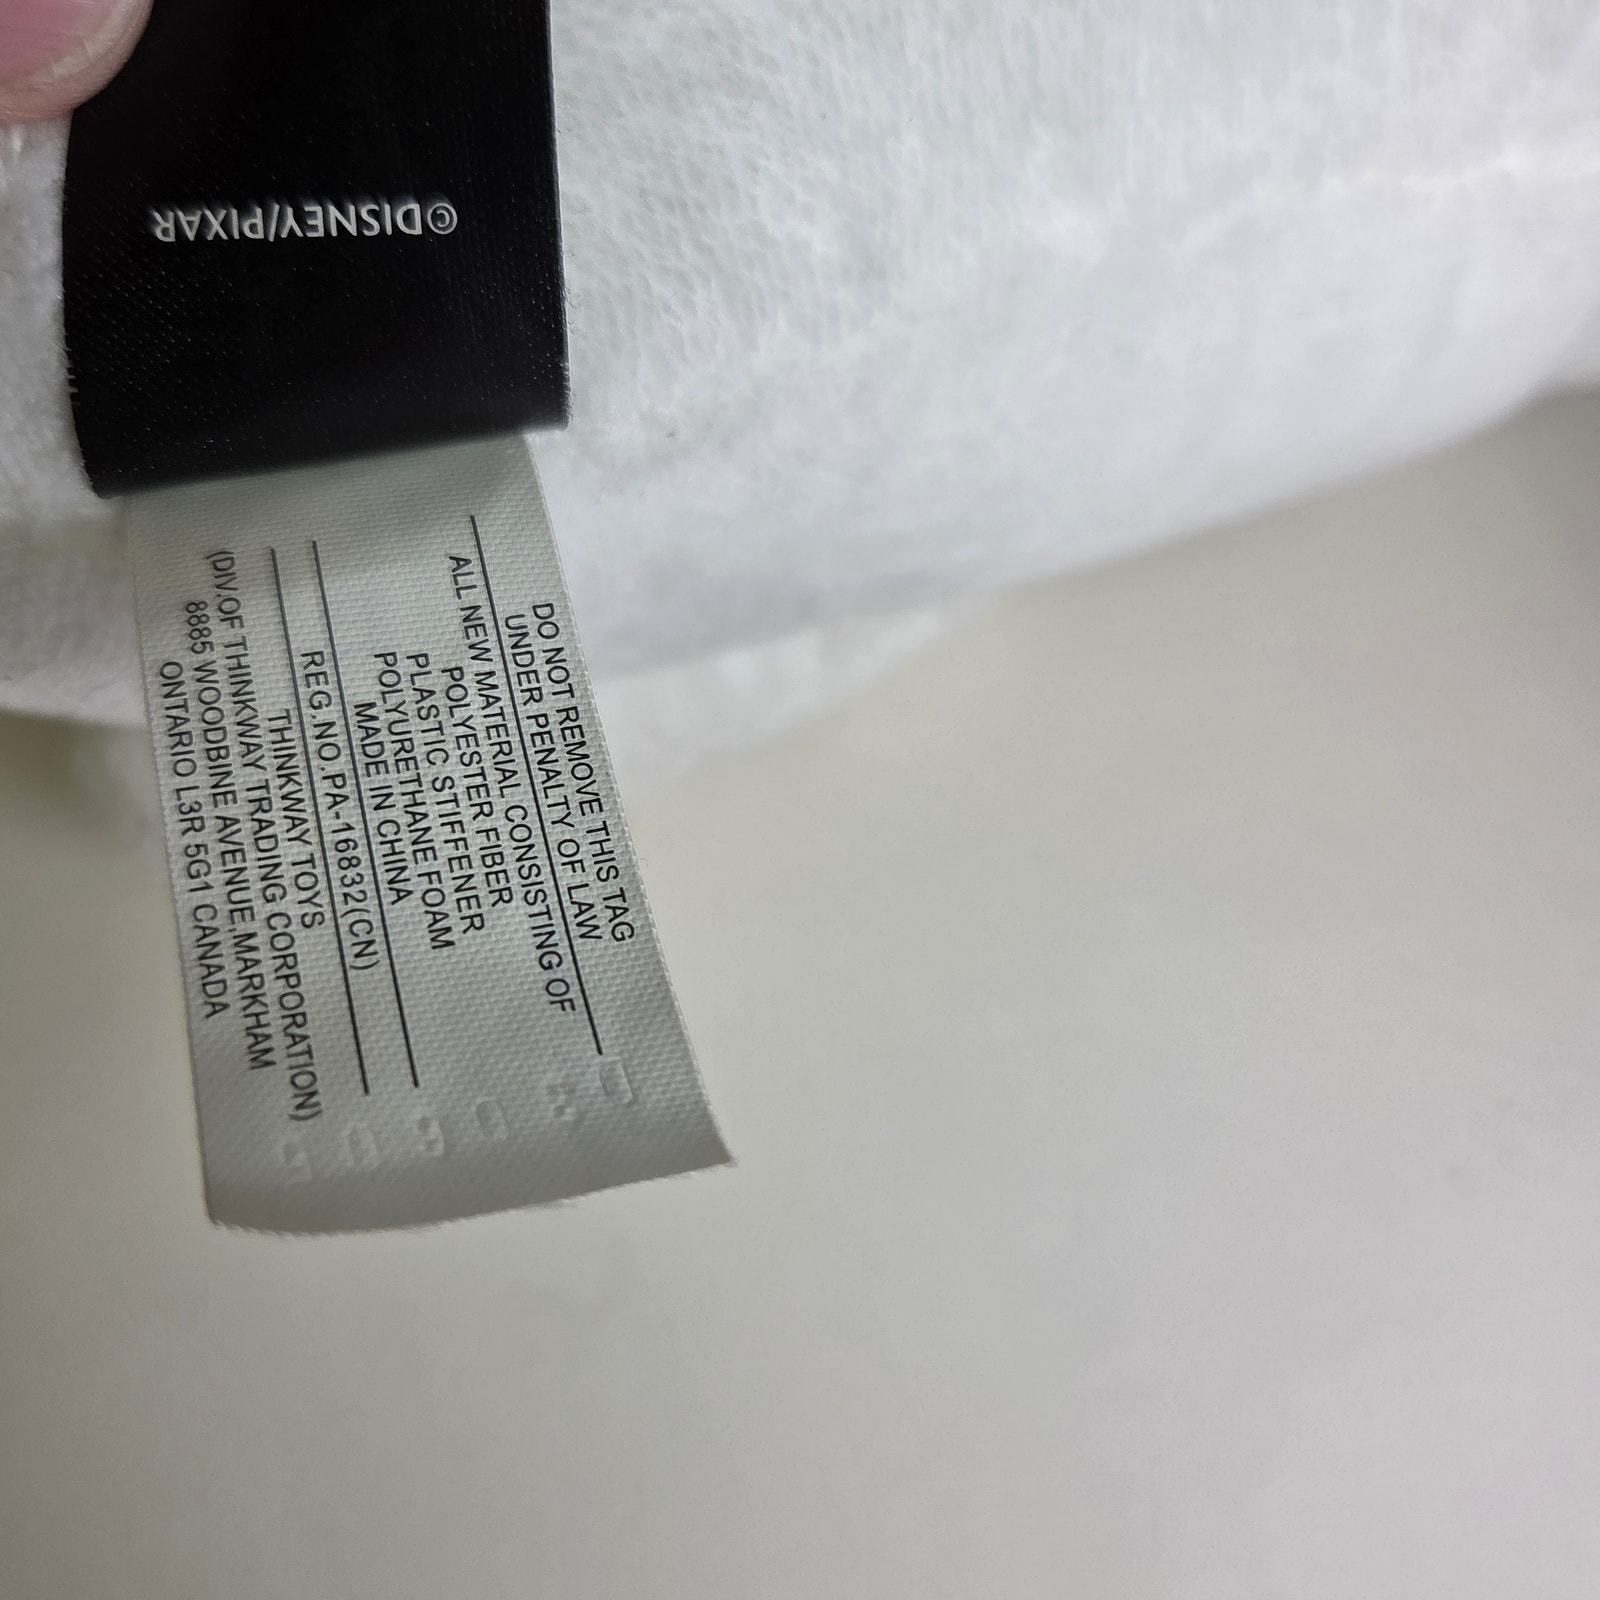 ©DISNEY/PIXAR
DO NOT REMOVE THIS TAG
UNDER PENALTY OF LAW
ALL NEW MATERIAL CONSISTING OF
POLYESTER FIBER
PLASTIC STIFFENER
POLYURETHANE FOAM
MADE IN CHINA
REG.NO.PA-16832(CN)
THINKWAY TOYS
(DIV.OF THINKWAY TRADING CORPORATION)
8885 WOODBINE AVENUE,MARKHAM
ONTARIO L3R 5G1 CANADA